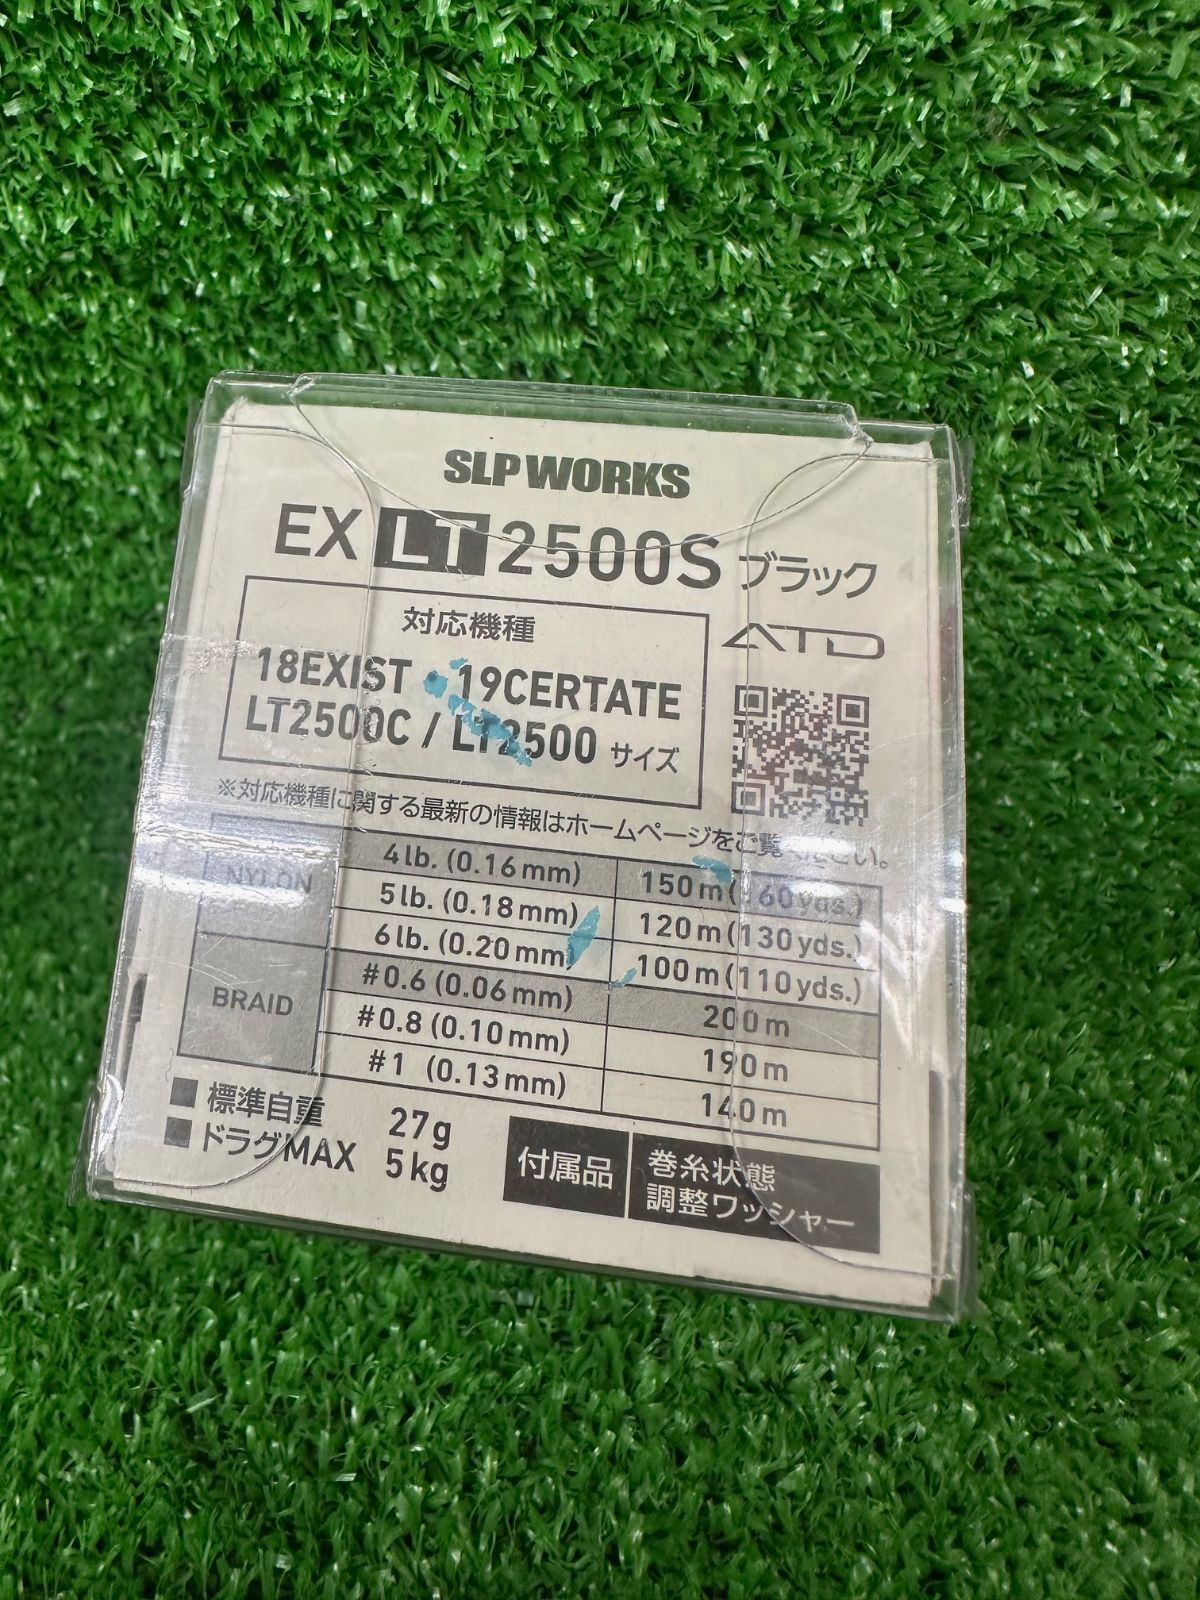 SLP WORKS
EX LT 2500S ブラック
対応機種
18EXIST・19CERTATE
LT2500C / LT2500 サイズ
ATD
※対応機種に関する最新の情報はホームページをご覧ください。
NYLON
4lb. (0.16mm) 150m (160yds.)
5lb. (0.18mm) 120m (130yds.)
6lb. (0.20mm) 100m (110yds.)
BRAID
#0.6 (0.06mm) 200m
#0.8 (0.10mm) 190m
#1 (0.13mm) 140m
■ 標準自重 27g
■ ドラグMAX 5kg
付属品 巻糸状態
調整ワッシャー